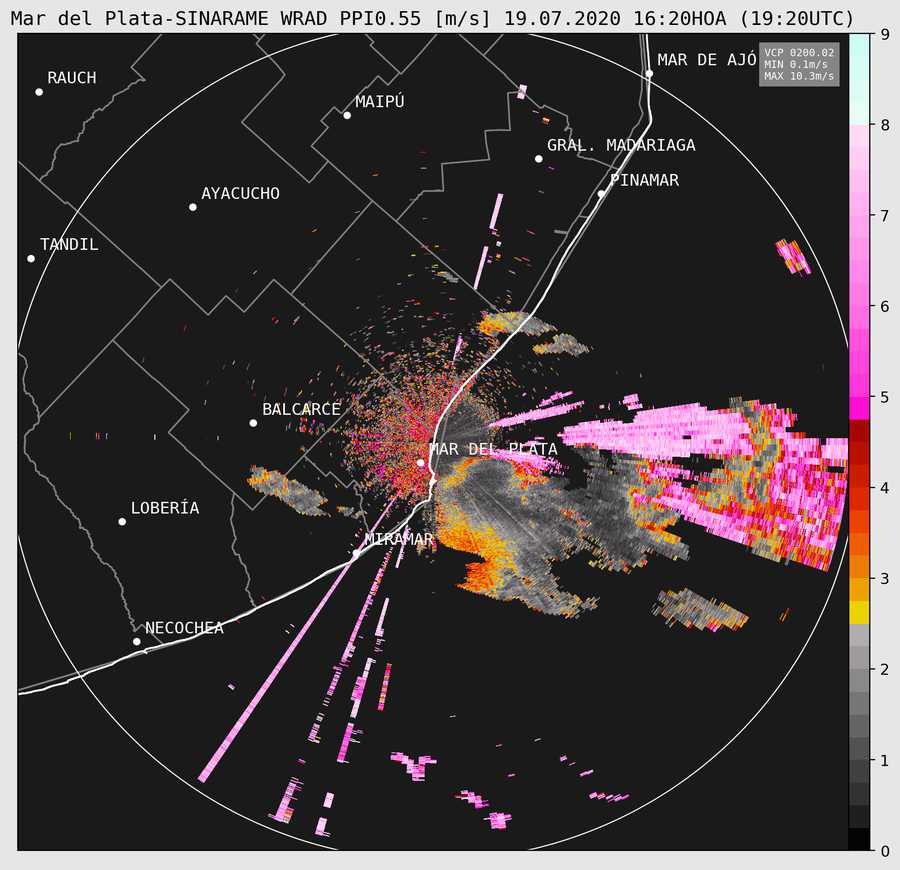 Mar del Plata-SINARAME WRAD PPI0.55 [m/s] 19.07.2020 16:20HOA (19:20UTC)
VCP 0200.02
MIN 0.1m/s
MAX 10.3m/s
MAR DE AJÓ
RAUCH
MAIPÚ
GRAL. MADARIAGA
PINAMAR
AYACUCHO
TANDIL
BALCARCE
MAR DEL PLATA
LOBERÍA
MIRAMAR
NECOCHEA
9
8
7
6
5
4
3
2
1
0